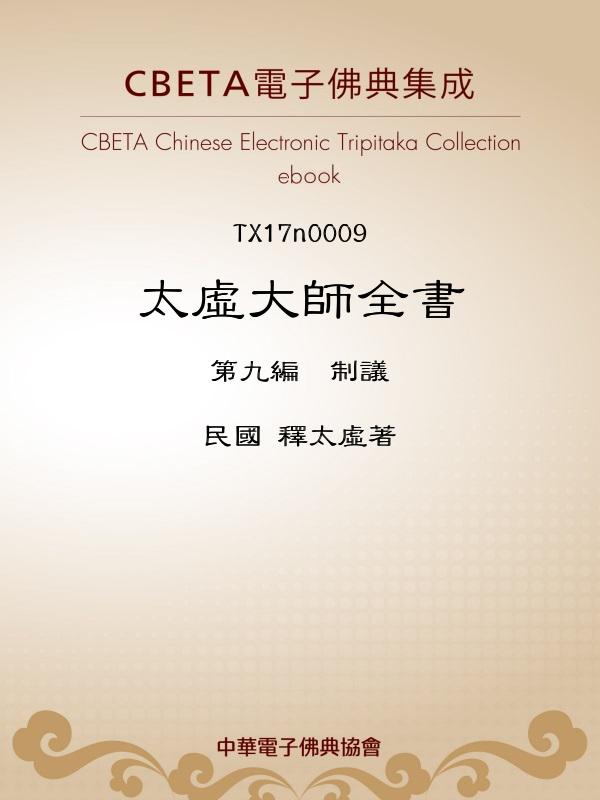 CBETA電子佛典集成
CBETA Chinese Electronic Tripitaka Collection
ebook
TX17n0009
太虛大師全書
第九編　制議
民國 釋太虛著
中華電子佛典協會